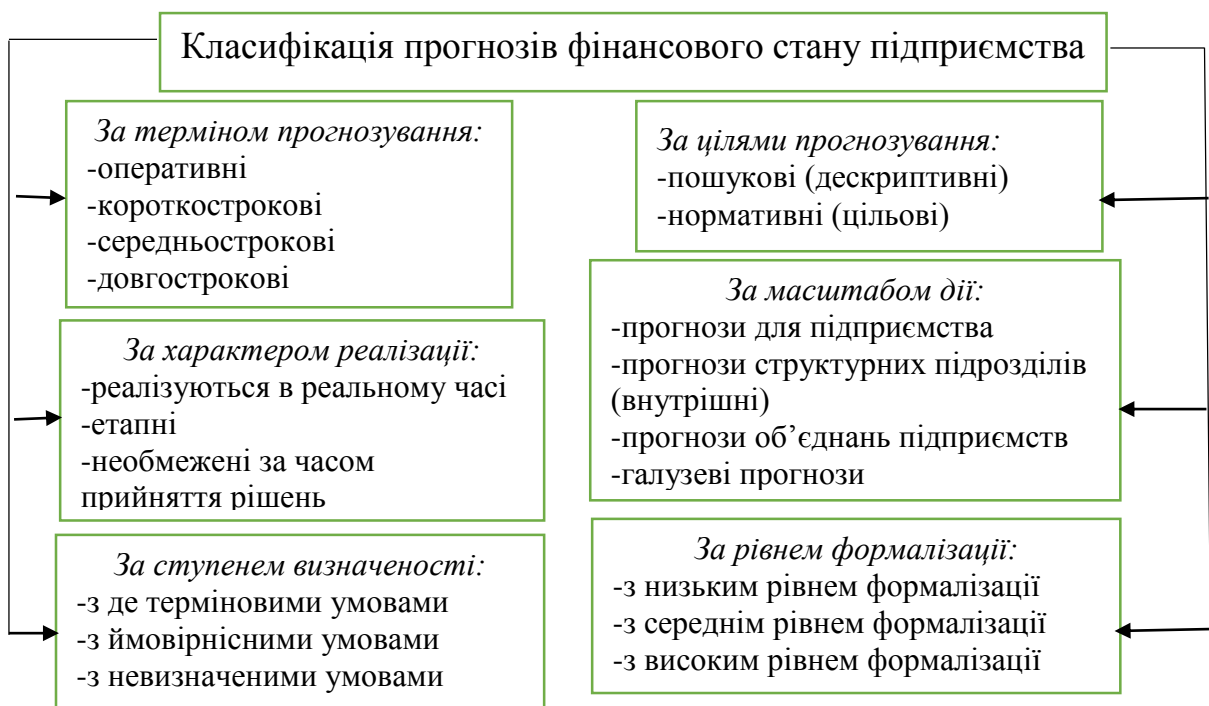 Класифікація прогнозів фінансового стану підприємства
За терміном прогнозування:
-оперативні
-короткострокові
-середньострокові
-довгострокові
За характером реалізації:
-реалізуються в реальному часі
-етапні
-необмежені за часом
прийняття рішень
За ступенем визначеності:
-з де терміновими умовами
-з ймовірнісними умовами
-з невизначеними умовами
За цілями прогнозування:
-пошукові (дескриптивні)
-нормативні (цільові)
За масштабом дії:
-прогнози для підприємства
-прогнози структурних підрозділів
(внутрішні)
-прогнози об’єднань підприємств
-галузеві прогнози
За рівнем формалізації:
-з низьким рівнем формалізації
-з середнім рівнем формалізації
-з високим рівнем формалізації